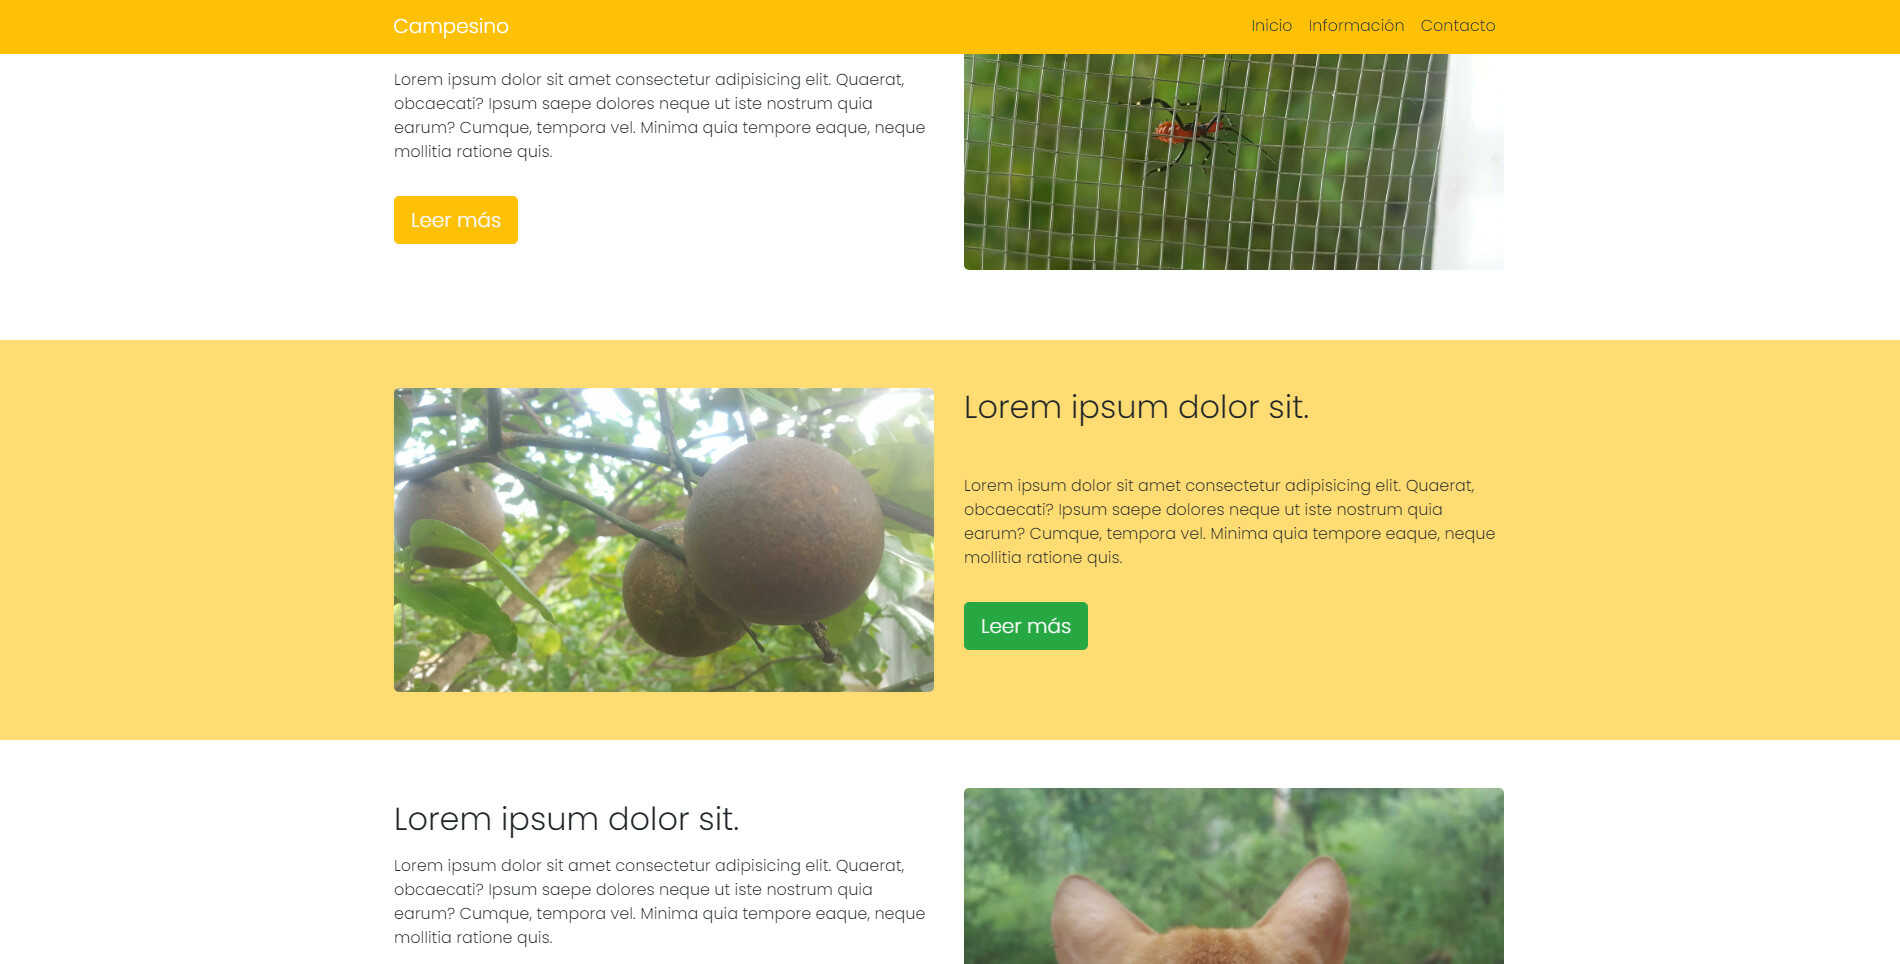 Campesino
Inicio Información Contacto
Lorem ipsum dolor sit amet consectetur adipisicing elit. Quaerat,
obcaecati? Ipsum saepe dolores neque ut iste nostrum quia
earum? Cumque, tempora vel. Minima quia tempore eaque, neque
mollitia ratione quis.
Leer más
Lorem ipsum dolor sit.
Lorem ipsum dolor sit amet consectetur adipisicing elit. Quaerat,
obcaecati? Ipsum saepe dolores neque ut iste nostrum quia
earum? Cumque, tempora vel. Minima quia tempore eaque, neque
mollitia ratione quis.
Leer más
Lorem ipsum dolor sit.
Lorem ipsum dolor sit amet consectetur adipisicing elit. Quaerat,
obcaecati? Ipsum saepe dolores neque ut iste nostrum quia
earum? Cumque, tempora vel. Minima quia tempore eaque, neque
mollitia ratione quis.